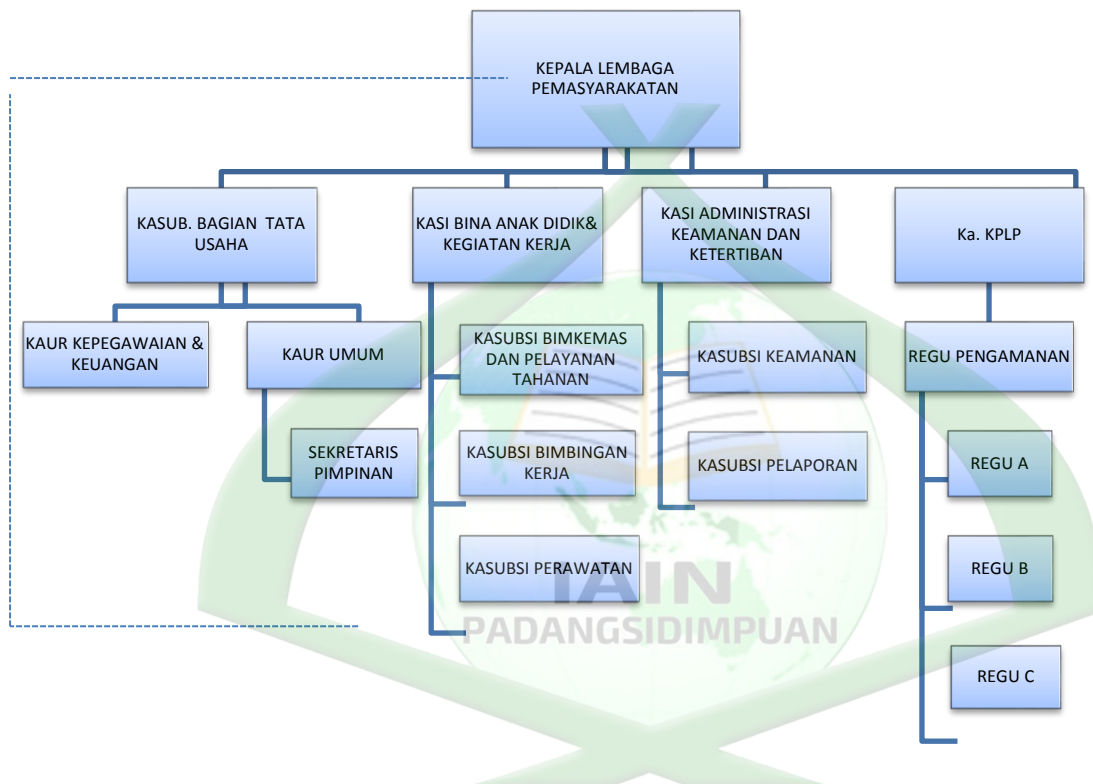 KEPALA LEMBAGA
PEMASYARAKATAN
KASUB. BAGIAN TATA
USAHA
KASI BINA ANAK DIDIK&
KEGIATAN KERJA
KASI ADMINISTRASI
KEAMANAN DAN
KETERTIBAN
Ka. KPLP
KAUR KEPEGAWAIAN &
KEUANGAN
KAUR UMUM
KASUBSI BIMKEMAS
DAN PELAYANAN
TAHANAN
KASUBSI KEAMANAN
REGU PENGAMANAN
SEKRETARIS
PIMPINAN
KASUBSI BIMBINGAN
KERJA
KASUBSI PELAPORAN
REGU A
KASUBSI PERAWATAN
REGU B
IAIN
PADANGSIDIMPUAN
REGU C